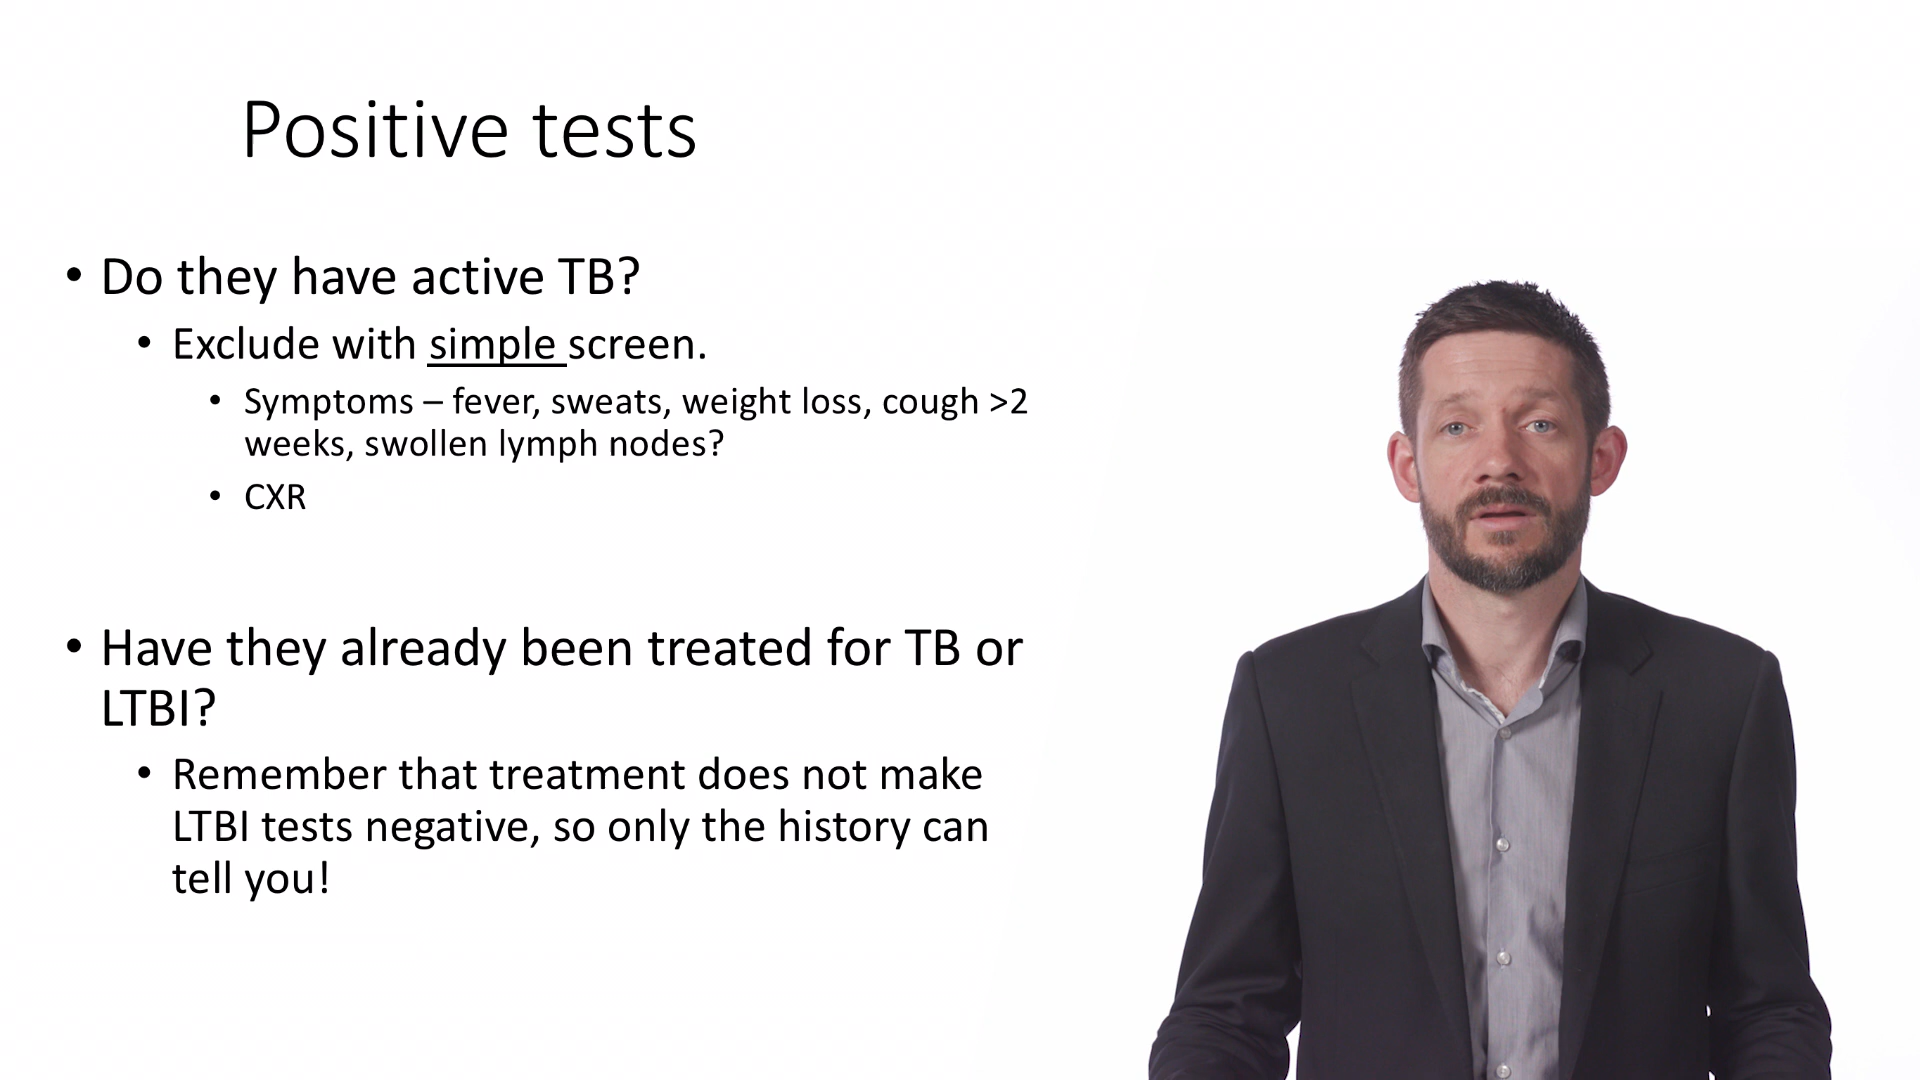 Positive tests
• Do they have active TB?
• Exclude with simple screen.
• Symptoms – fever, sweats, weight loss, cough >2
weeks, swollen lymph nodes?
• CXR
• Have they already been treated for TB or
LTBI?
• Remember that treatment does not make
LTBI tests negative, so only the history can
tell you!